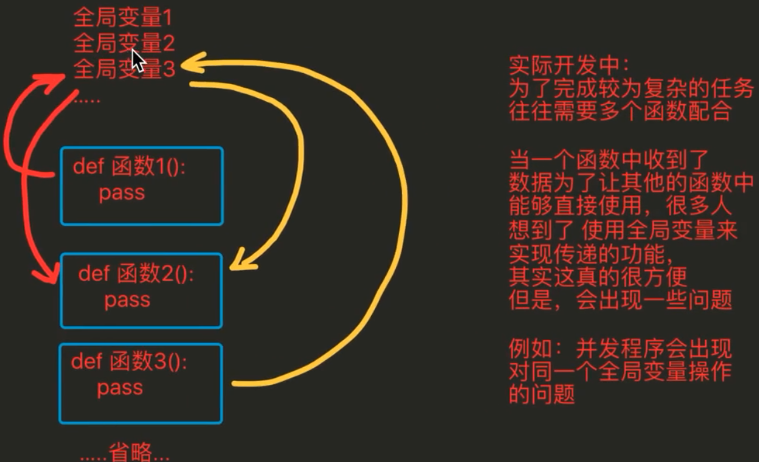 全局变量1
全局变量2
全局变量3
.....
def 函数1():
pass
def 函数2():
pass
def 函数3():
pass
.....省略...
实际开发中：
为了完成较为复杂的任务
往往需要多个函数配合
当一个函数中收到了
数据为了让其他的函数中
能够直接使用，很多人
想到了 使用全局变量来
实现传递的功能，
其实这真的很方便
但是，会出现一些问题
例如：并发程序会出现
对同一个全局变量操作
的问题